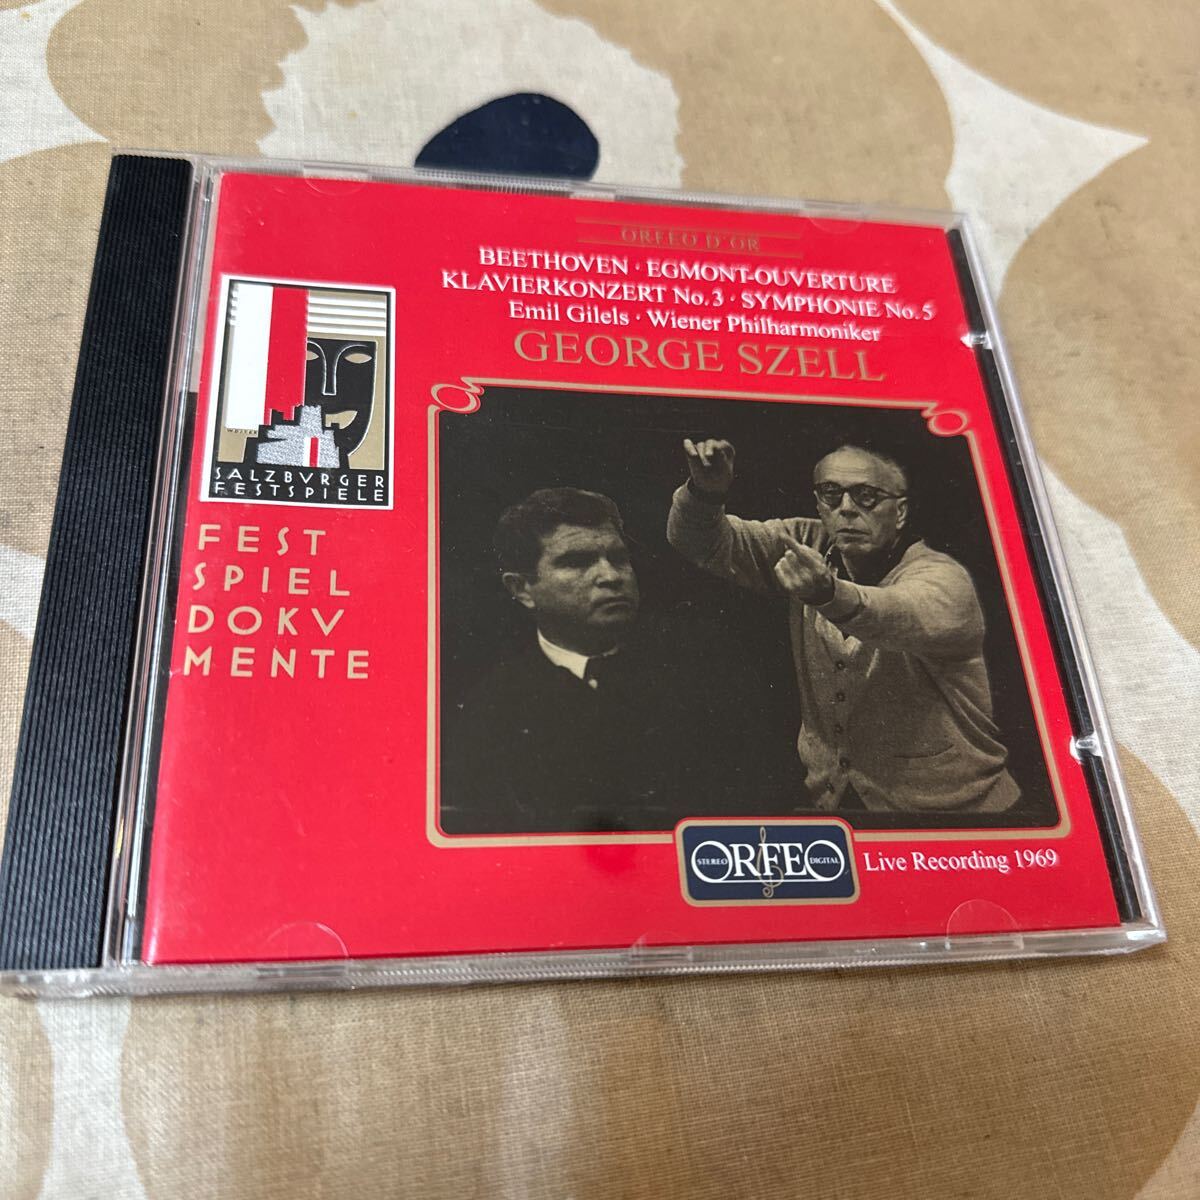 ORFEO D'OR
BEETHOVEN · EGMONT-OUVERTURE
KLAVIERKONZERT No. 3 · SYMPHONIE No. 5
Emil Gilels · Wiener Philharmoniker
GEORGE SZELL
SALZBVRGER
FESTSPIELE
FEST
SPIEL
DOKV
MENTE
STEREO ORFEO DIGITAL
Live Recording 1969